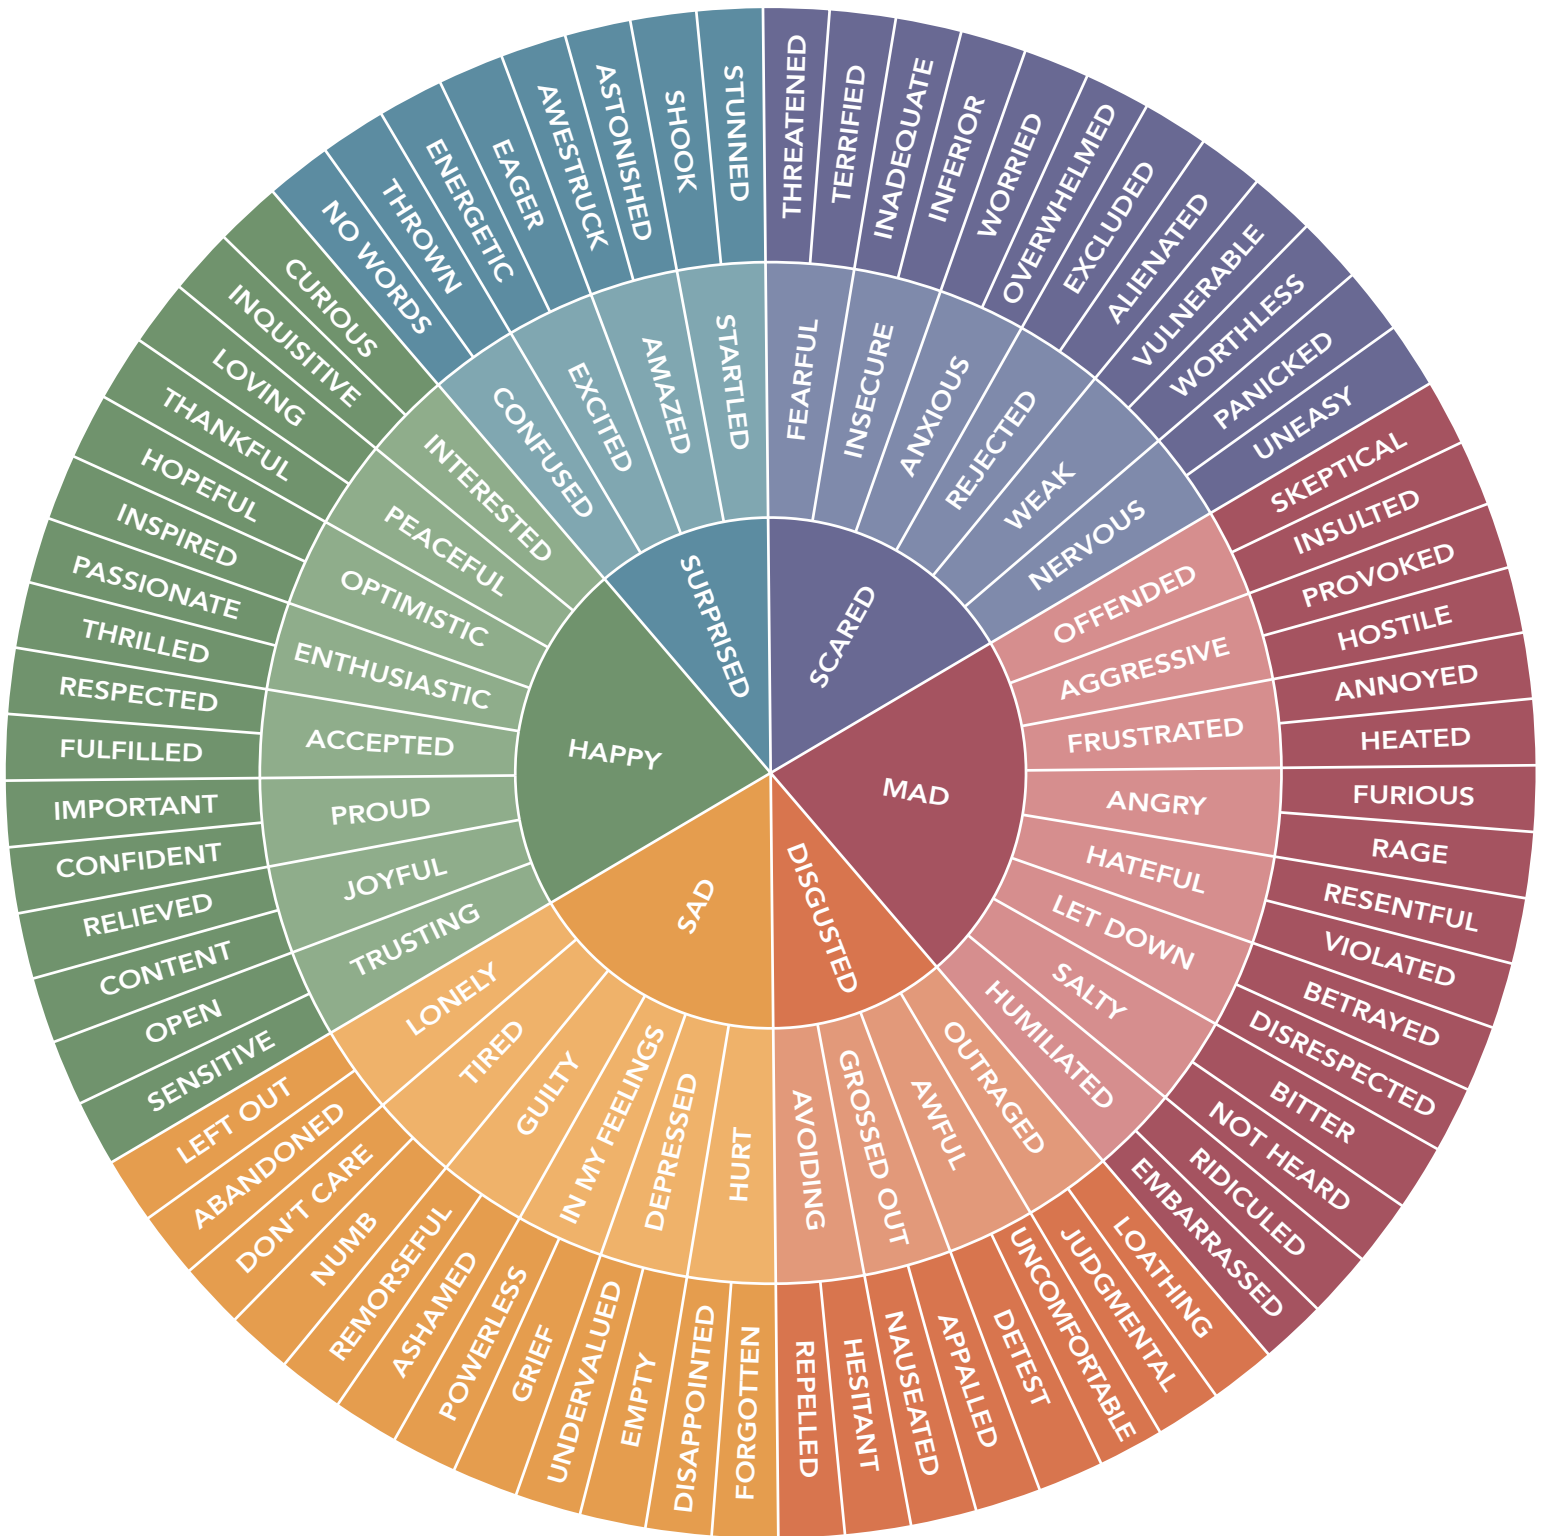 SURPRISED
SCARED
MAD
DISGUSTED
SAD
HAPPY
STARTLED
FEARFUL
INSECURE
ANXIOUS
REJECTED
WEAK
NERVOUS
OFFENDED
AGGRESSIVE
FRUSTRATED
ANGRY
HATEFUL
LET DOWN
SALTY
HUMILIATED
OUTRAGED
AWFUL
GROSSED OUT
AVOIDING
HURT
DEPRESSED
IN MY FEELINGS
GUILTY
TIRED
LONELY
TRUSTING
JOYFUL
PROUD
ACCEPTED
ENTHUSIASTIC
OPTIMISTIC
PEACEFUL
INTERESTED
CONFUSED
EXCITED
AMAZED
THREATENED
TERRIFIED
INADEQUATE
INFERIOR
WORRIED
OVERWHELMED
EXCLUDED
ALIENATED
VULNERABLE
WORTHLESS
PANICKED
UNEASY
SKEPTICAL
INSULTED
PROVOKED
HOSTILE
ANNOYED
HEATED
FURIOUS
RAGE
RESENTFUL
VIOLATED
BETRAYED
DISRESPECTED
BITTER
NOT HEARD
RIDICULED
EMBARRASSED
LOATHING
JUDGMENTAL
UNCOMFORTABLE
DETEST
APPALLED
NAUSEATED
HESITANT
REPELLED
FORGOTTEN
DISAPPOINTED
EMPTY
UNDERVALUED
GRIEF
POWERLESS
ASHAMED
REMORSEFUL
NUMB
DON'T CARE
ABANDONED
LEFT OUT
SENSITIVE
OPEN
CONTENT
RELIEVED
CONFIDENT
IMPORTANT
FULFILLED
RESPECTED
THRILLED
PASSIONATE
INSPIRED
HOPEFUL
THANKFUL
LOVING
INQUISITIVE
CURIOUS
NO WORDS
THROWN
ENERGETIC
EAGER
AWESTRUCK
ASTONISHED
SHOOK
STUNNED